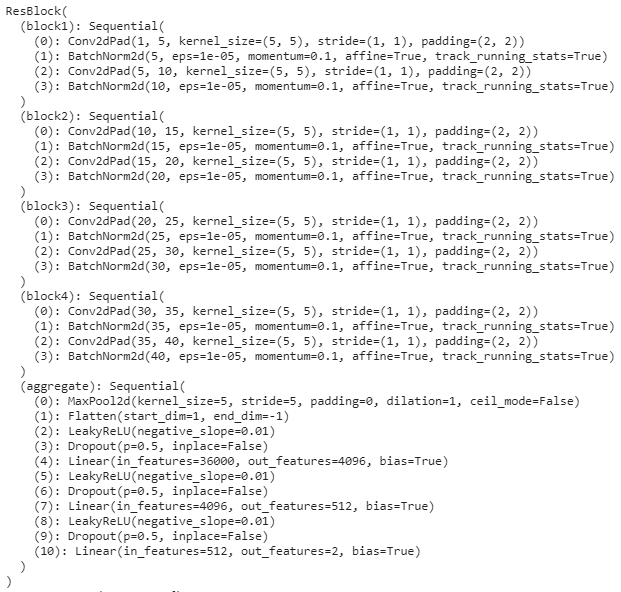 ResBlock(
  (block1): Sequential(
    (0): Conv2dPad(1, 5, kernel_size=(5, 5), stride=(1, 1), padding=(2, 2))
    (1): BatchNorm2d(5, eps=1e-05, momentum=0.1, affine=True, track_running_stats=True)
    (2): Conv2dPad(5, 10, kernel_size=(5, 5), stride=(1, 1), padding=(2, 2))
    (3): BatchNorm2d(10, eps=1e-05, momentum=0.1, affine=True, track_running_stats=True)
  )
  (block2): Sequential(
    (0): Conv2dPad(10, 15, kernel_size=(5, 5), stride=(1, 1), padding=(2, 2))
    (1): BatchNorm2d(15, eps=1e-05, momentum=0.1, affine=True, track_running_stats=True)
    (2): Conv2dPad(15, 20, kernel_size=(5, 5), stride=(1, 1), padding=(2, 2))
    (3): BatchNorm2d(20, eps=1e-05, momentum=0.1, affine=True, track_running_stats=True)
  )
  (block3): Sequential(
    (0): Conv2dPad(20, 25, kernel_size=(5, 5), stride=(1, 1), padding=(2, 2))
    (1): BatchNorm2d(25, eps=1e-05, momentum=0.1, affine=True, track_running_stats=True)
    (2): Conv2dPad(25, 30, kernel_size=(5, 5), stride=(1, 1), padding=(2, 2))
    (3): BatchNorm2d(30, eps=1e-05, momentum=0.1, affine=True, track_running_stats=True)
  )
  (block4): Sequential(
    (0): Conv2dPad(30, 35, kernel_size=(5, 5), stride=(1, 1), padding=(2, 2))
    (1): BatchNorm2d(35, eps=1e-05, momentum=0.1, affine=True, track_running_stats=True)
    (2): Conv2dPad(35, 40, kernel_size=(5, 5), stride=(1, 1), padding=(2, 2))
    (3): BatchNorm2d(40, eps=1e-05, momentum=0.1, affine=True, track_running_stats=True)
  )
  (aggregate): Sequential(
    (0): MaxPool2d(kernel_size=5, stride=5, padding=0, dilation=1, ceil_mode=False)
    (1): Flatten(start_dim=1, end_dim=-1)
    (2): LeakyReLU(negative_slope=0.01)
    (3): Dropout(p=0.5, inplace=False)
    (4): Linear(in_features=36000, out_features=4096, bias=True)
    (5): LeakyReLU(negative_slope=0.01)
    (6): Dropout(p=0.5, inplace=False)
    (7): Linear(in_features=4096, out_features=512, bias=True)
    (8): LeakyReLU(negative_slope=0.01)
    (9): Dropout(p=0.5, inplace=False)
    (10): Linear(in_features=512, out_features=2, bias=True)
  )
)